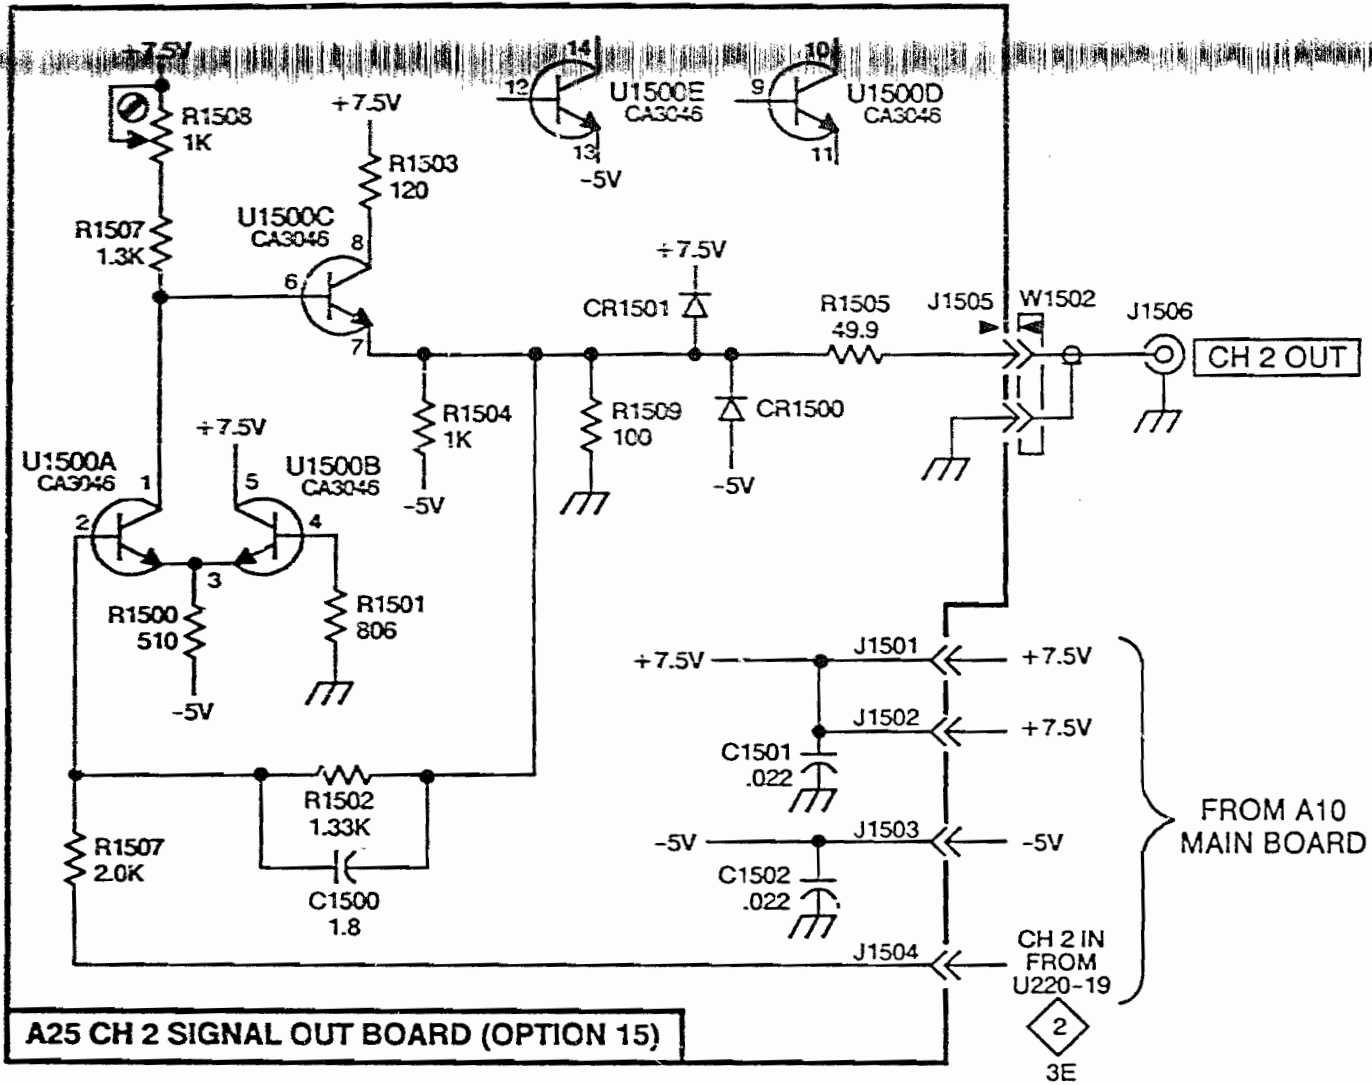 +7.5V
R1508
1K
+7.5V
R1503
120
14
12
U1500E
CA3046
13
-5V
10
9
U1500D
CA3046
11
R1507
1.3K
U1500C
CA3046
8
6
7
+7.5V
CR1501
R1505
49.9
J1505
W1502
J1506
CH 2 OUT
R1504
1K
-5V
R1509
100
CR1500
-5V
+7.5V
U1500A
CA3046
1
2
5
U1500B
CA3046
4
3
R1500
510
-5V
R1501
806
R1502
1.33K
C1500
1.8
R1507
2.0K
+7.5V
J1501
+7.5V
J1502
+7.5V
C1501
.022
-5V
J1503
-5V
C1502
.022
J1504
CH 2 IN
FROM
U220-19
2
3E
FROM A10
MAIN BOARD
A25 CH 2 SIGNAL OUT BOARD (OPTION 15)